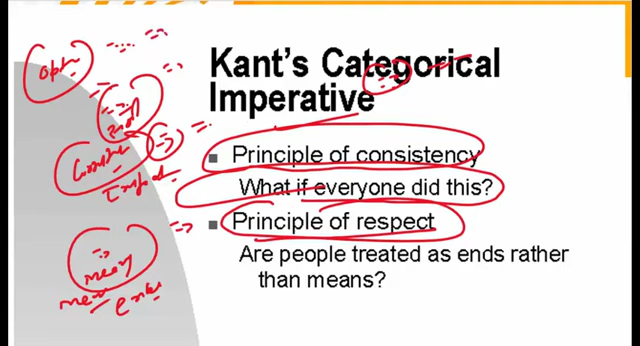 Kant's Categorical
Imperative
Principle of consistency
What if everyone did this?
Principle of respect
Are people treated as ends rather
than means?